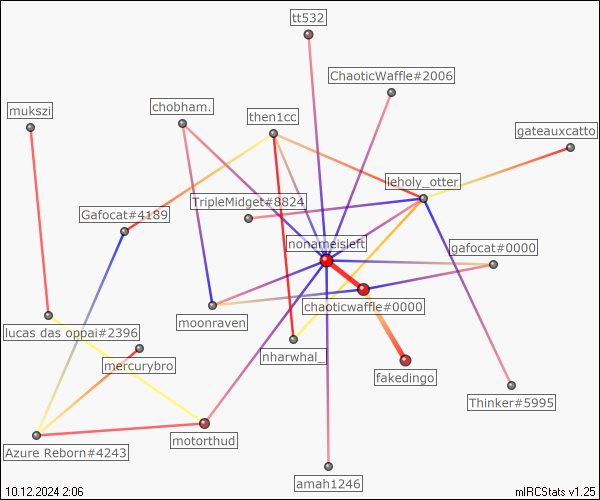 tt532
ChaoticWaffle#2006
mukszi
chobham.
then1cc
gateauxcatto
leholy_otter
TripleMidget#8824
Gafocat#4189
nonameisleft
gafocat#0000
chaoticwaffle#0000
moonraven
lucas das oppai#2396
nharwhal_
mercurybro
fakedingo
Thinker#5995
motorthud
Azure Reborn#4243
amah1246
10.12.2024 2:06
mIRCStats v1.25